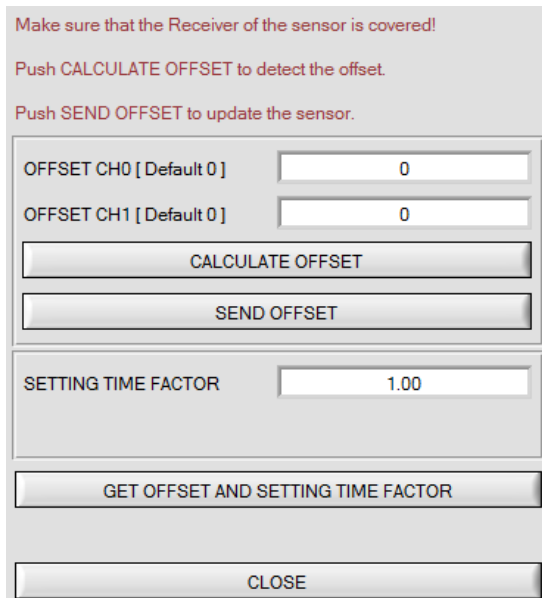 Make sure that the Receiver of the sensor is covered!
Push CALCULATE OFFSET to detect the offset.
Push SEND OFFSET to update the sensor.
OFFSET CH0 [ Default 0 ] 0
OFFSET CH1 [ Default 0 ] 0
CALCULATE OFFSET
SEND OFFSET
SETTING TIME FACTOR 1.00
GET OFFSET AND SETTING TIME FACTOR
CLOSE